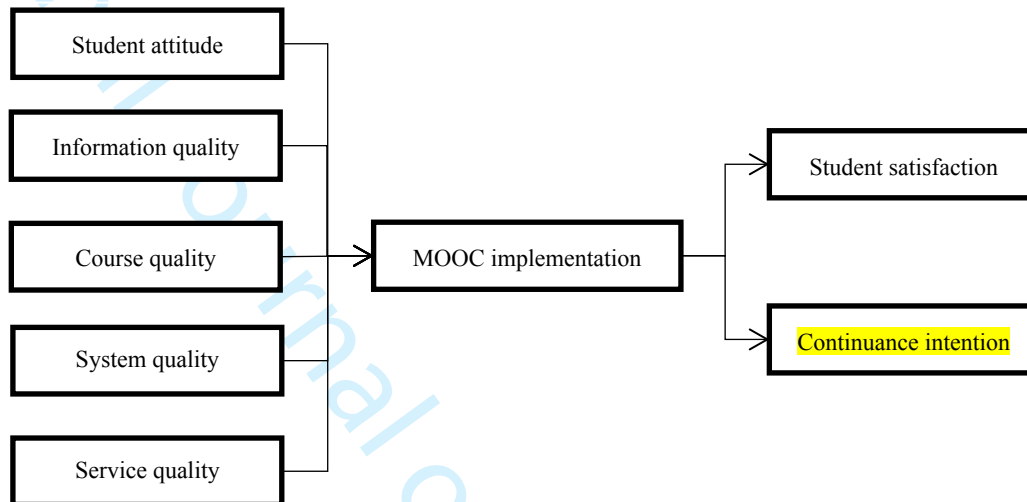 Student attitude
Information quality
Course quality
System quality
Service quality
MOOC implementation
Student satisfaction
Continuance intention